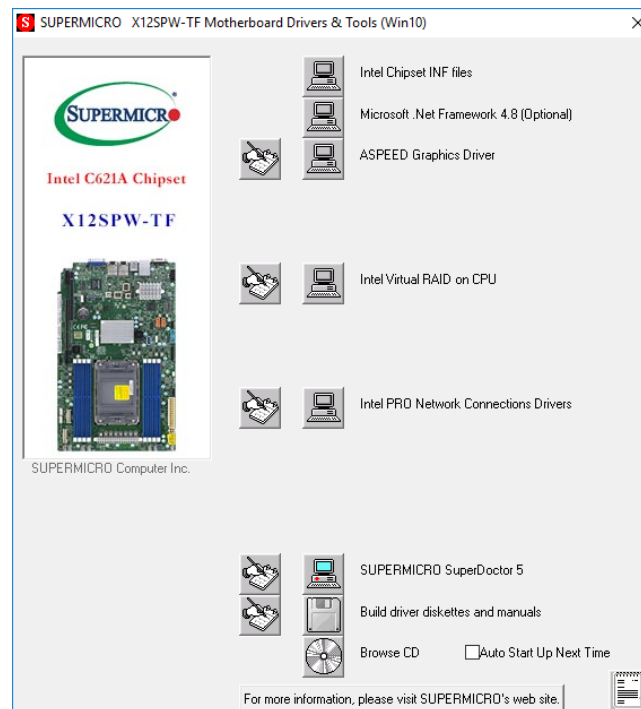 SUPERMICRO X12SPW-TF Motherboard Drivers & Tools (Win10)
SUPERMICRO
Intel C621A Chipset
X12SPW-TF
SUPERMICRO Computer Inc.
Intel Chipset INF files
Microsoft .Net Framework 4.8 (Optional)
ASPEED Graphics Driver
Intel Virtual RAID on CPU
Intel PRO Network Connections Drivers
SUPERMICRO SuperDoctor 5
Build driver diskettes and manuals
Browse CD Auto Start Up Next Time
For more information, please visit SUPERMICRO's web site.